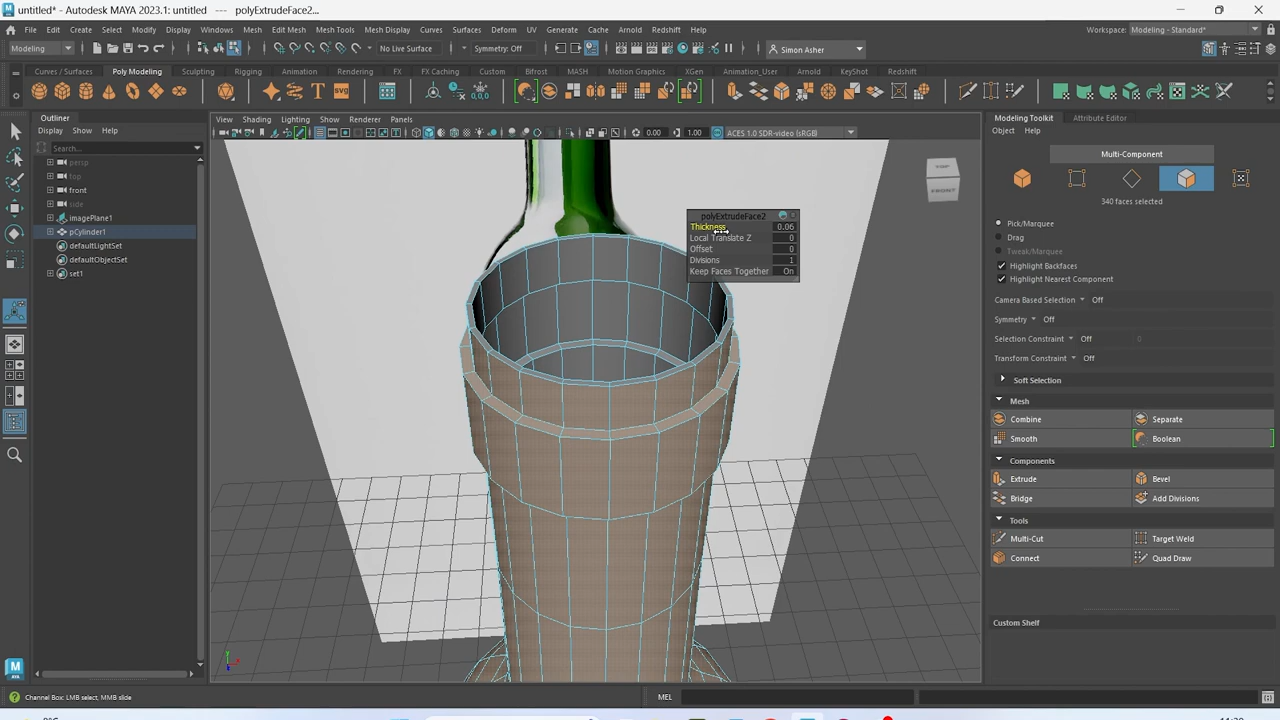 untitled* - Autodesk MAYA 2023.1: untitled --- polyExtrudeFace2...
File Edit Create Select Modify Display Windows Mesh Edit Mesh Mesh Tools Mesh Display Curves Surfaces Deform UV Generate Cache Arnold Redshift Help
Workspace: Modeling - Standard*
Modeling No Live Surface Symmetry: Off Simon Asher
Curves / Surfaces Poly Modeling Sculpting Rigging Animation Rendering FX FX Caching Custom Bifrost MASH Motion Graphics XGen Animation_User Arnold KeyShot Redshift
SVG
Outliner
Display Show Help
Search...
persp
top
front
side
imagePlane1
pCylinder1
defaultLightSet
defaultObjectSet
set1
View Shading Lighting Show Renderer Panels
0.00 1.00 ACES 1.0 SDR-video (sRGB)
TOP
FRONT
polyExtrudeFace2
Thickness 0.06
Local Translate Z 0
Offset 0
Divisions 1
Keep Faces Together On
Modeling Toolkit Attribute Editor
Object Help
Multi-Component
340 faces selected
Pick/Marquee
Drag
Tweak/Marquee
Highlight Backfaces
Highlight Nearest Component
Camera Based Selection Off
Symmetry Off
Selection Constraint Off 0
Transform Constraint Off
Soft Selection
Mesh
Combine Separate
Smooth Boolean
Components
Extrude Bevel
Bridge Add Divisions
Tools
Multi-Cut Target Weld
Connect Quad Draw
Custom Shelf
Channel Box: LMB select, MMB slide
MEL